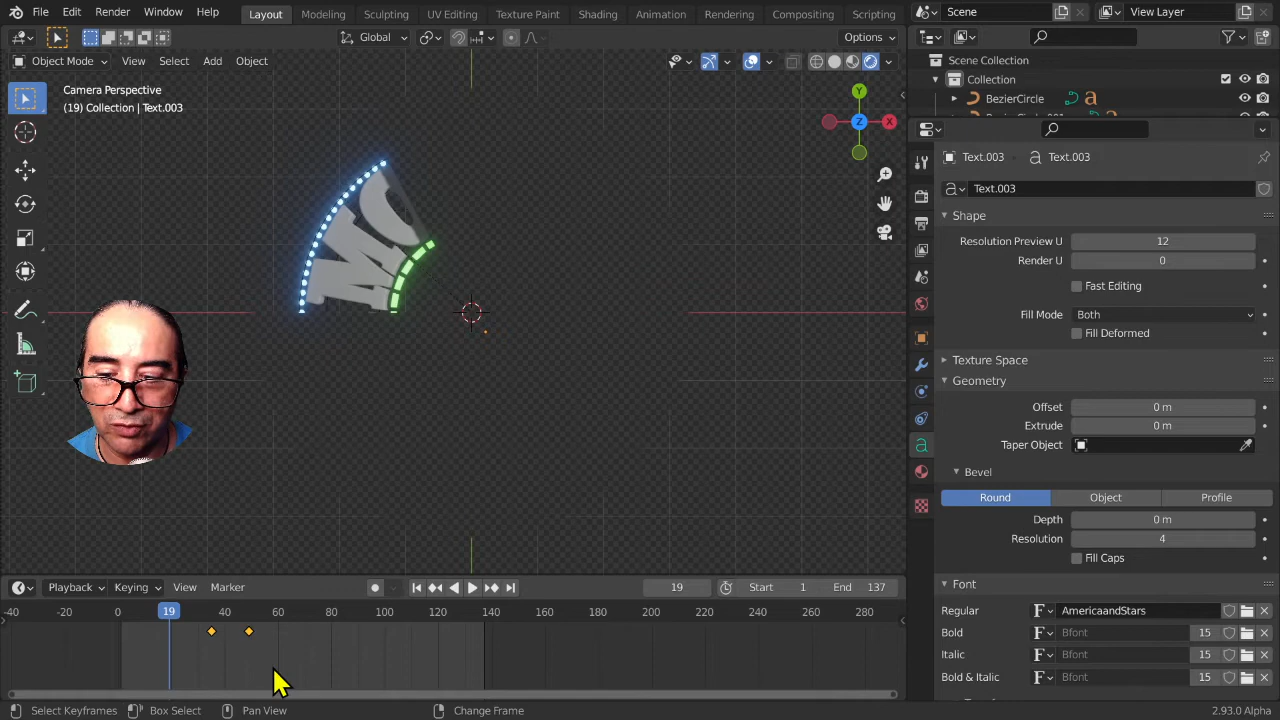 File Edit Render Window Help Layout Modeling Sculpting UV Editing Texture Paint Shading Animation Rendering Compositing Scripting Scene View Layer
Global Options
Object Mode View Select Add Object
Scene Collection
Collection
BezierCircle
Camera Perspective
(19) Collection | Text.003
Y
X
Z
Text.003 Text.003
Text.003
Shape
Resolution Preview U 12
Render U 0
Fast Editing
Fill Mode Both
Fill Deformed
Texture Space
Geometry
Offset 0 m
Extrude 0 m
Taper Object
Bevel
Round Object Profile
Depth 0 m
Resolution 4
Fill Caps
Font
Regular AmericaandStars
Bold Bfont 15
Italic Bfont 15
Bold & Italic Bfont 15
Playback Keying View Marker 19 Start 1 End 137
-40 -20 0 19 40 60 80 100 120 140 160 180 200 220 240 260 280
Select Keyframes Box Select Pan View Change Frame 2.93.0 Alpha